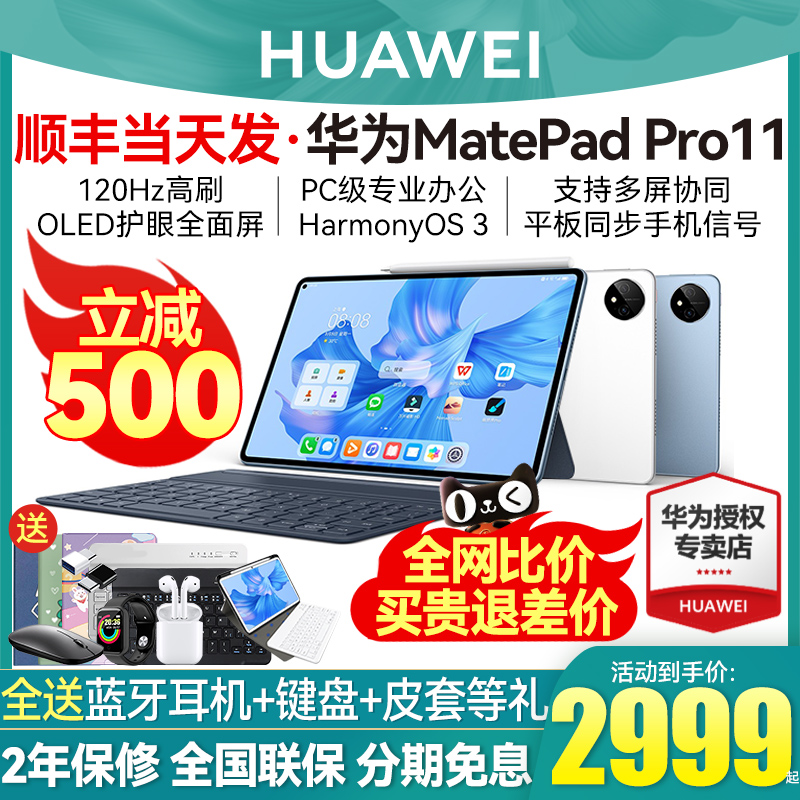 HUAWEI
顺丰当天发·华为MatePad Pro11
120Hz高刷
OLED护眼全面屏
PC级专业办公
HarmonyOS 3
支持多屏协同
平板同步手机信号
立减
500
08:08
送
20:36
全网比价
买贵退差价
华为授权
专卖店
HUAWEI
全送蓝牙耳机+键盘+皮套等礼
2年保修 全国联保 分期免息
活动到手价:
2999
起